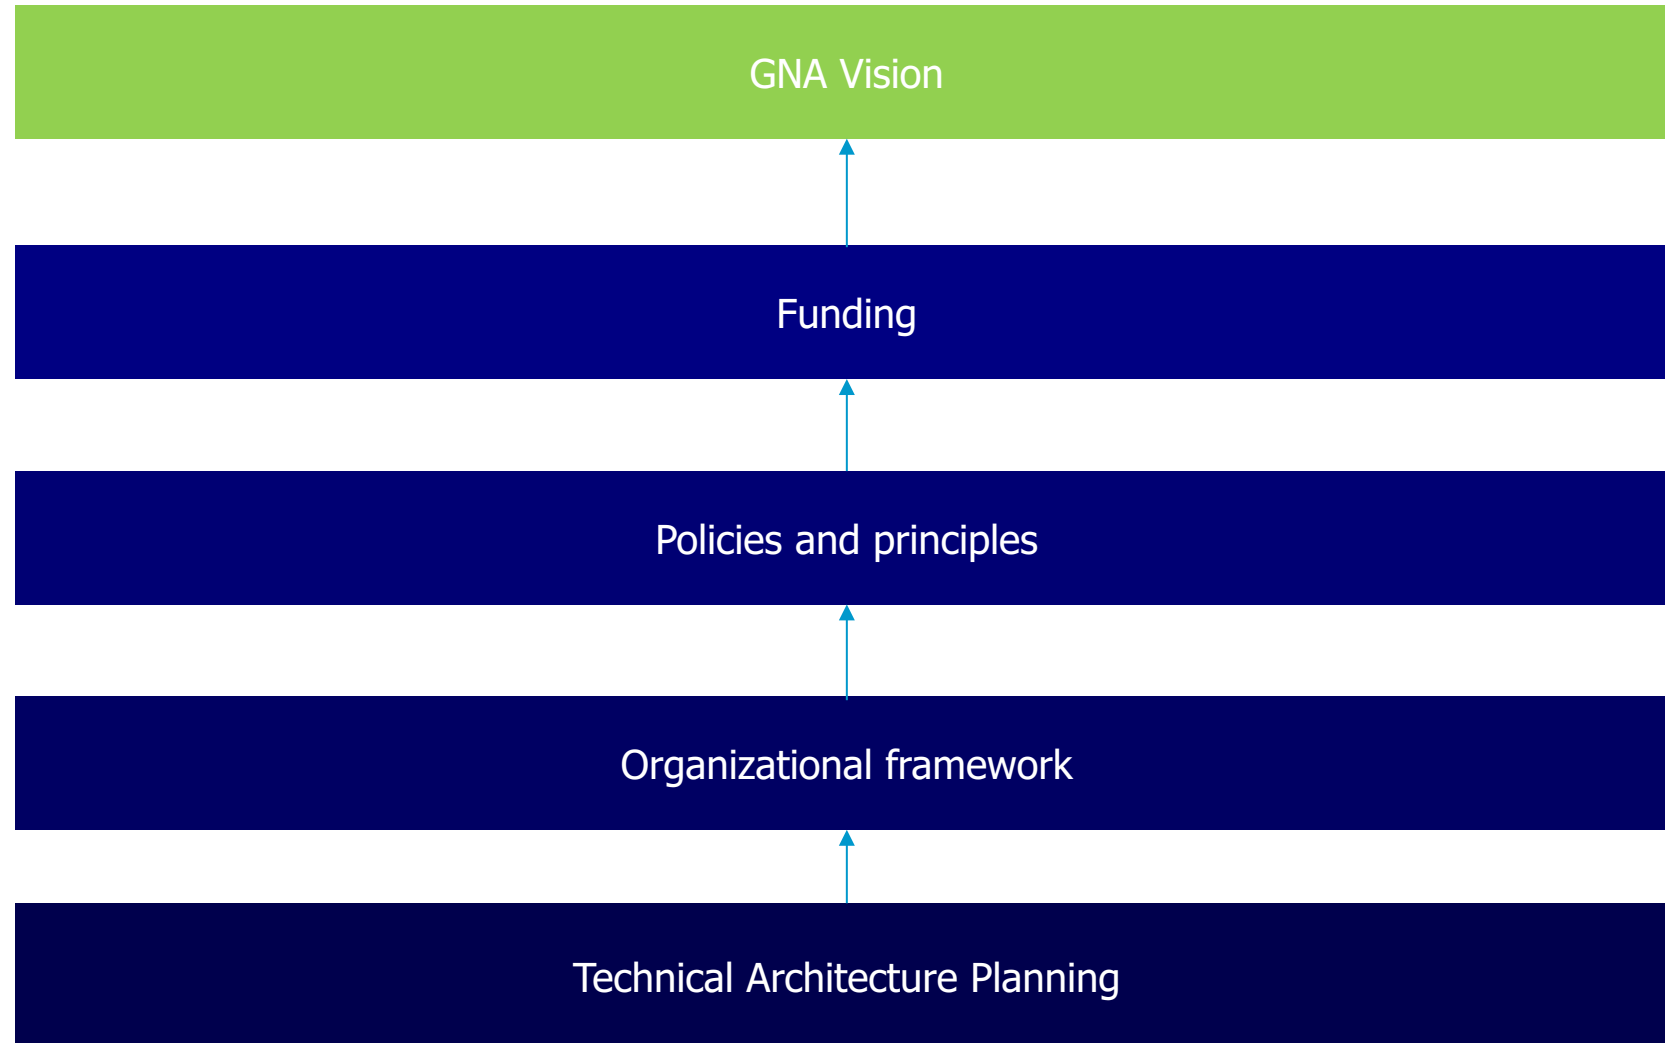 GNA Vision
Funding
Policies and principles
Organizational framework
Technical Architecture Planning